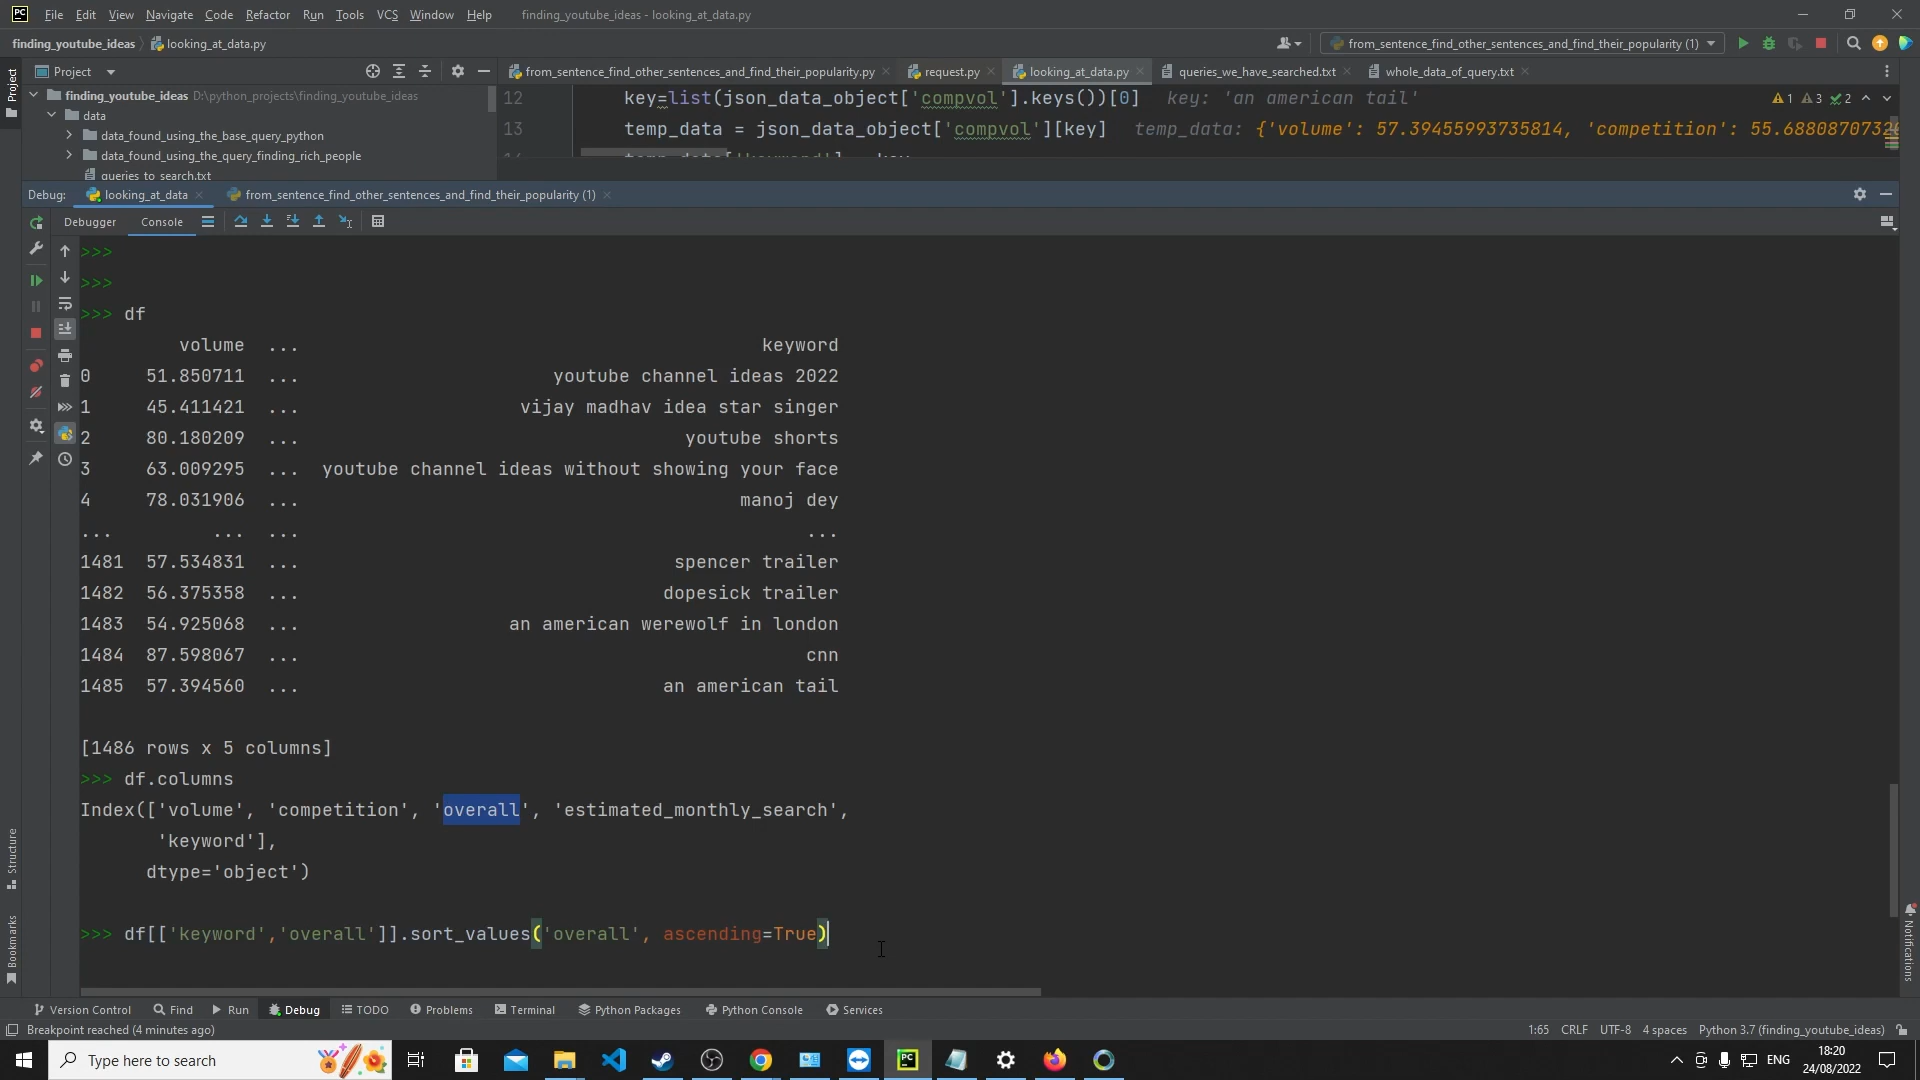 File Edit View Navigate Code Refactor Run Tools VCS Window Help finding_youtube_ideas - looking_at_data.py
finding_youtube_ideas looking_at_data.py from_sentence_find_other_sentences_and_find_their_popularity (1)
Project from_sentence_find_other_sentences_and_find_their_popularity.py request.py looking_at_data.py queries_we_have_searched.txt whole_data_of_query.txt
finding_youtube_ideas D:\python_projects\finding_youtube_ideas
data
data_found_using_the_base_query_python
data_found_using_the_query_finding_rich_people
queries_to_search.txt
12 key=list(json_data_object['compvol'].keys())[0] key: 'an american tail'
13 temp_data = json_data_object['compvol'][key] temp_data: {'volume': 57.39455993735814, 'competition': 55.6880870732
1 3 2
Debug: looking_at_data from_sentence_find_other_sentences_and_find_their_popularity (1)
Debugger Console
>>>
>>>
>>> df
volume ... keyword
0 51.850711 ... youtube channel ideas 2022
1 45.411421 ... vijay madhav idea star singer
2 80.180209 ... youtube shorts
3 63.009295 ... youtube channel ideas without showing your face
4 78.031906 ... manoj dey
... ... ... ...
1481 57.534831 ... spencer trailer
1482 56.375358 ... dopesick trailer
1483 54.925068 ... an american werewolf in london
1484 87.598067 ... cnn
1485 57.394560 ... an american tail
[1486 rows x 5 columns]
>>> df.columns
Index(['volume', 'competition', 'overall', 'estimated_monthly_search',
'keyword'],
dtype='object')
>>> df[['keyword','overall']].sort_values('overall', ascending=True)
Project
Structure
Bookmarks
Notifications
Version Control Find Run Debug TODO Problems Terminal Python Packages Python Console Services
Breakpoint reached (4 minutes ago) 1:65 CRLF UTF-8 4 spaces Python 3.7 (finding_youtube_ideas)
Type here to search ENG 18:20
24/08/2022